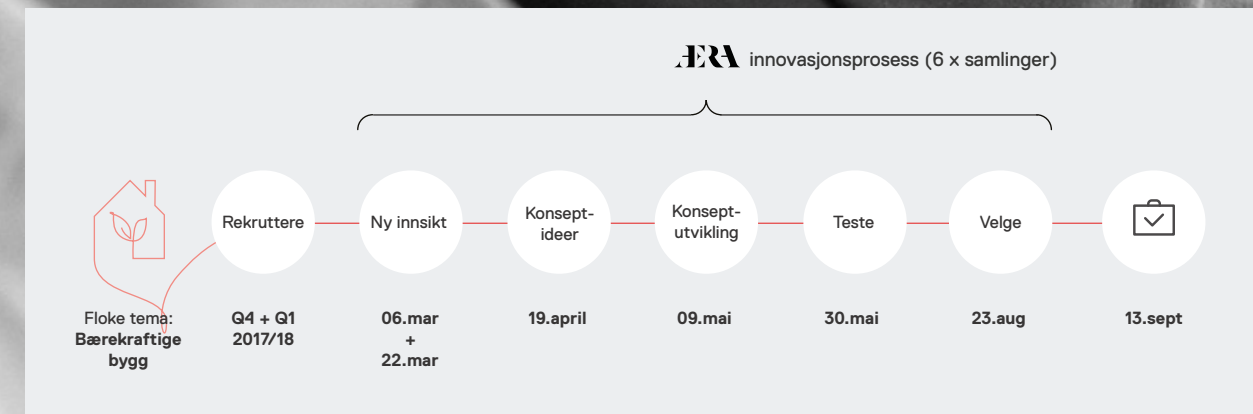 ÆRA innovasjonsprosess (6 x samlinger)
Rekruttere
Ny innsikt
Konsept-
ideer
Konsept-
utvikling
Teste
Velge
Floke tema:
Bærekraftige
bygg
Q4 + Q1
2017/18
06.mar
+
22.mar
19.april
09.mai
30.mai
23.aug
13.sept